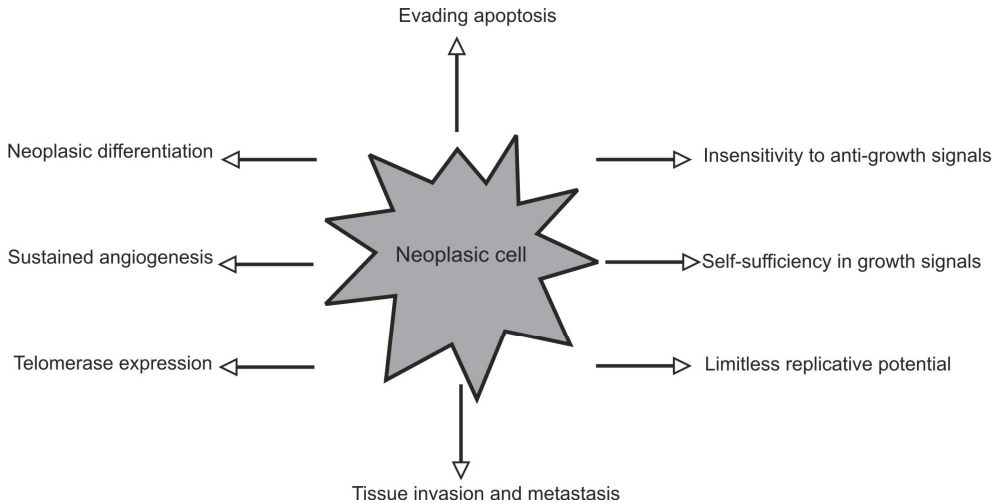 Evading apoptosis
Neoplasic differentiation
Insensitivity to anti-growth signals
Sustained angiogenesis
Neoplasic cell
Self-sufficiency in growth signals
Telomerase expression
Limitless replicative potential
Tissue invasion and metastasis